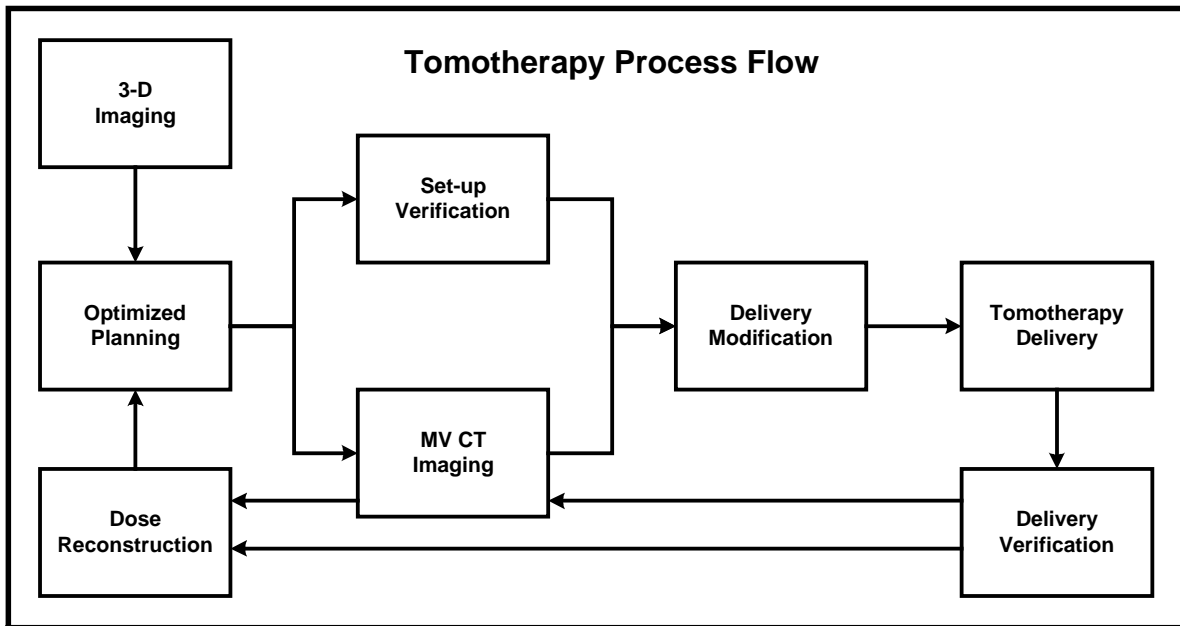 Tomotherapy Process Flow
3-D
Imaging
Set-up
Verification
Optimized
Planning
Delivery
Modification
Tomotherapy
Delivery
MV CT
Imaging
Dose
Reconstruction
Delivery
Verification